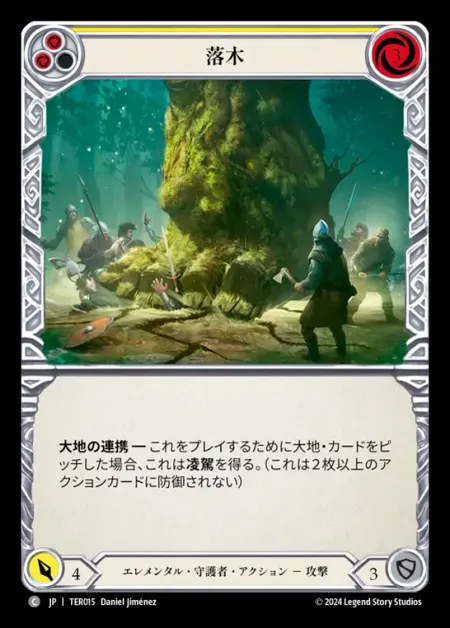 3
落木
大地の連携 ― これをプレイするために大地・カードをピ
ッチした場合、これは凌駕を得る。（これは２枚以上のア
クションカードに防御されない）
4
エレメンタル・守護者・アクション － 攻撃
3
C JP | TER015 Daniel Jiménez
© 2024 Legend Story Studios